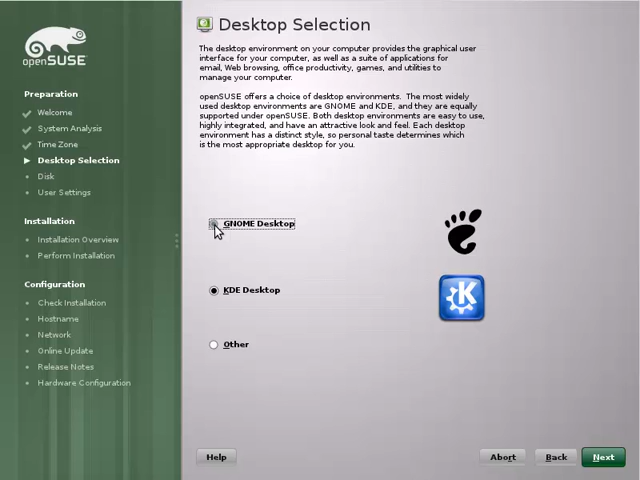 openSUSE
Preparation
Welcome
System Analysis
Time Zone
Desktop Selection
Disk
User Settings
Installation
Installation Overview
Perform Installation
Configuration
Check Installation
Hostname
Network
Online Update
Release Notes
Hardware Configuration
Desktop Selection
The desktop environment on your computer provides the graphical user
interface for your computer, as well as a suite of applications for
email, Web browsing, office productivity, games, and utilities to
manage your computer.
openSUSE offers a choice of desktop environments. The most widely
used desktop environments are GNOME and KDE, and they are equally
supported under openSUSE. Both desktop environments are easy to use,
highly integrated, and have an attractive look and feel. Each desktop
environment has a distinct style, so personal taste determines which
is the most appropriate desktop for you.
GNOME Desktop
KDE Desktop
K
Other
Help
Abort
Back
Next